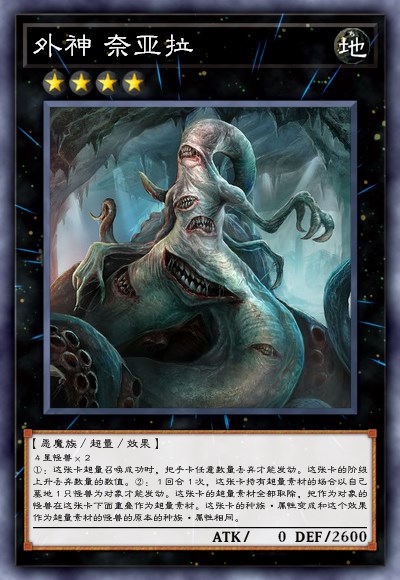 外神 奈亚拉
地
【恶魔族／超量／效果】
4星怪兽×2
①：这张卡超量召唤成功时，把手卡任意数量丢弃才能发动。这张卡的阶级
上升丢弃数量的数值。②：1回合1次，这张卡持有超量素材的场合以自己
墓地1只怪兽为对象才能发动。这张卡的超量素材全部取除，把作为对象的
怪兽在这张卡下面重叠作为超量素材。这张卡的种族·属性变成和这个效果
作为超量素材的怪兽的原本的种族·属性相同。
ATK/ 0 DEF/2600